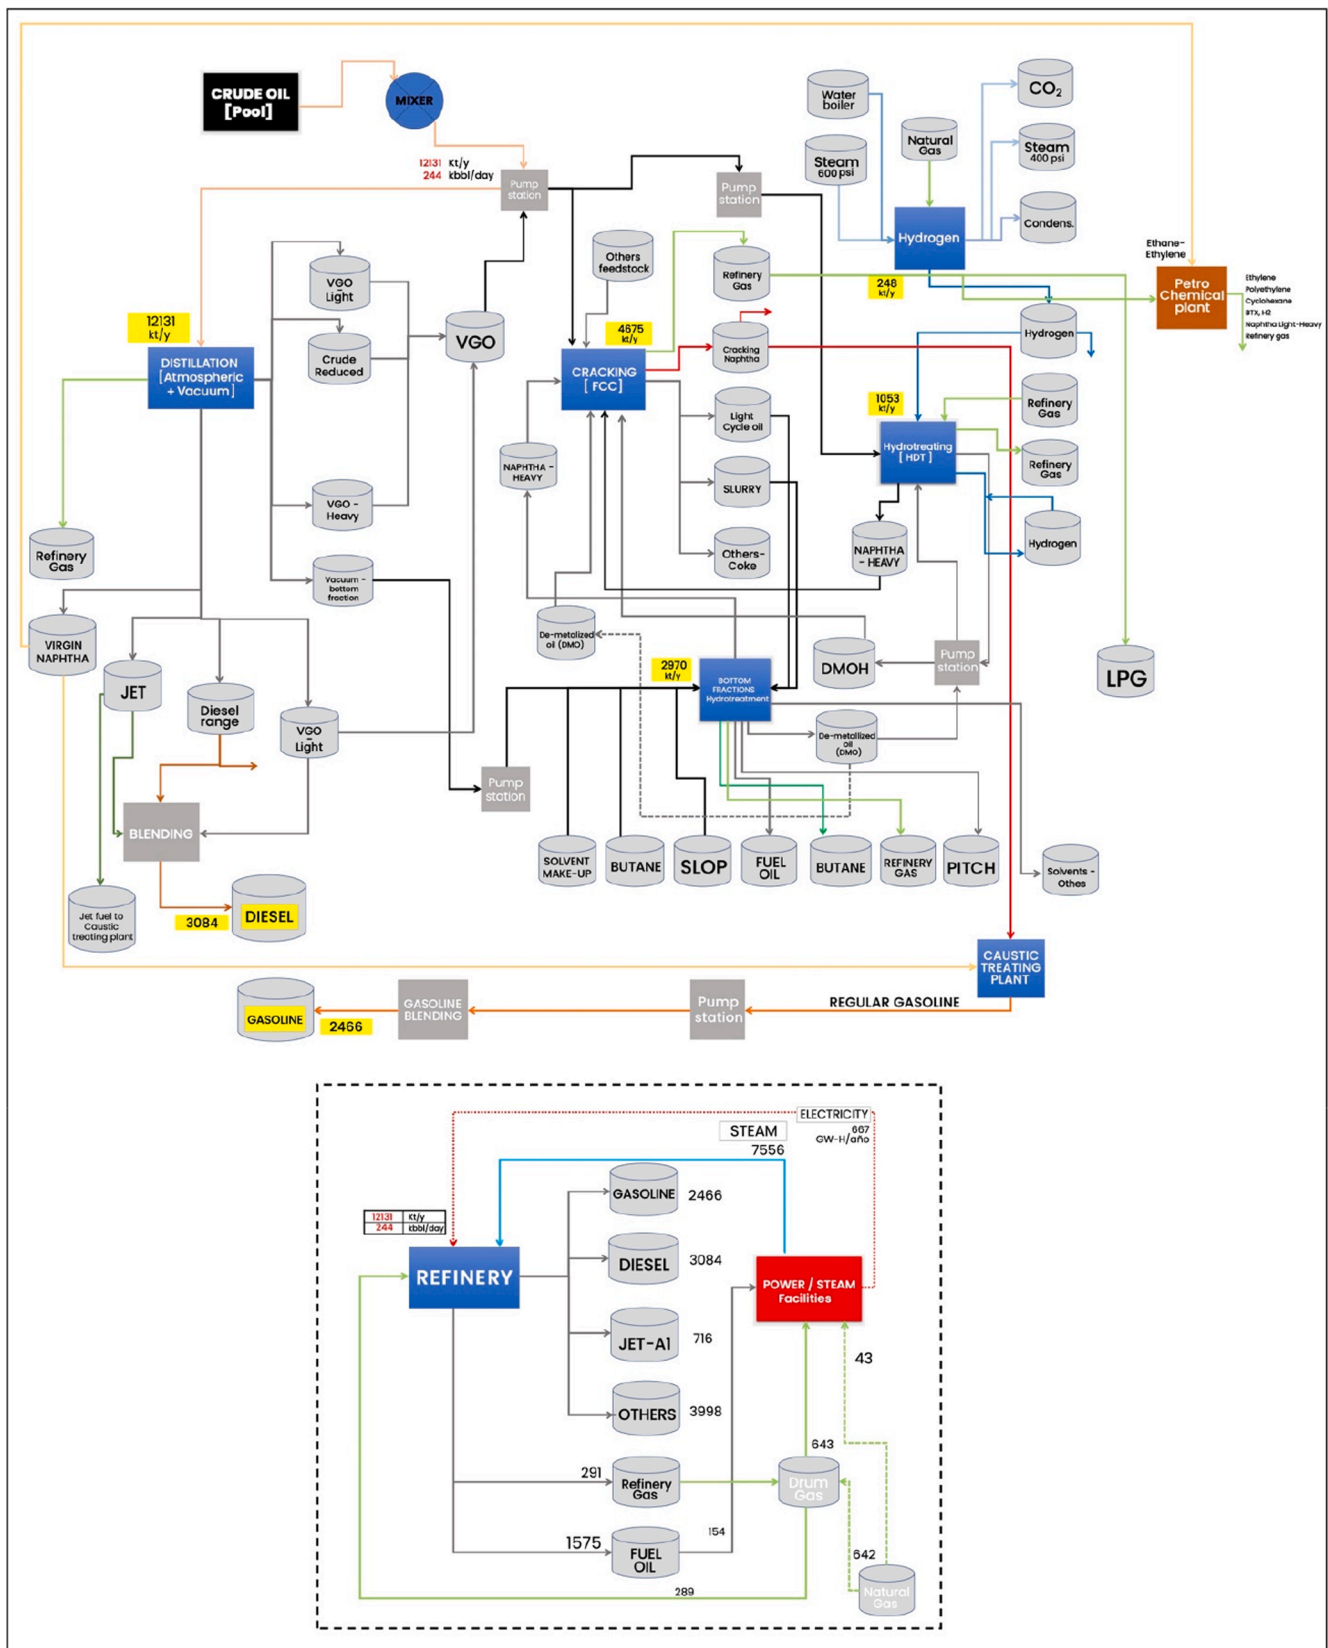 CRUDE OIL
[Pool]
MIXER
12131 Kt/y
244 kbbl/day
Pump
station
Pump
station
Water
boiler
Steam
600 psi
Natural
Gas
CO₂
Steam
400 psi
Condens.
Hydrogen
248
kt/y
Ethane-
Ethylene
Petro
Chemical
plant
Ethylene
Polyethylene
Cyclohexane
BTX, H2
Naphtha Light-Heavy
Refinery gas
Others
feedstock
Refinery
Gas
VGO
-
Light
Crude
Reduced
VGO
12131
kt/y
DISTILLATION
[Atmospheric
+ Vacuum]
4675
kt/y
CRACKING
[ FCC]
Cracking
Naphtha
Hydrogen
Light
Cycle oil
1053
kt/y
Hydrotreating
[ HDT ]
Refinery
Gas
Refinery
Gas
NAPHTHA -
HEAVY
SLURRY
VGO -
Heavy
Others-
Coke
NAPHTHA
- HEAVY
Hydrogen
Refinery
Gas
Vacuum -
bottom
fraction
VIRGIN
NAPHTHA
De-metalized
oil (DMO)
JET
Diesel
range
VGO
-
Light
2970
kt/y
BOTTOM
FRACTIONS
Hydrotreatment
DMOH
Pump
station
LPG
De-metallized
oil
(DMO)
Pump
station
BLENDING
SOLVENT
MAKE-UP
BUTANE
SLOP
FUEL
OIL
BUTANE
REFINERY
GAS
PITCH
Solvents -
Othes
Jet fuel to
Caustic
treating plant
3084
DIESEL
CAUSTIC
TREATING
PLANT
GASOLINE
2466
GASOLINE
BLENDING
Pump
station
REGULAR GASOLINE
ELECTRICITY
667
GW-H/año
STEAM
7556
12131 Kt/y
244 kbbl/day
REFINERY
GASOLINE
2466
DIESEL
3084
JET-A1
716
OTHERS
3998
POWER / STEAM
Facilities
43
643
291
Refinery
Gas
Drum
Gas
1575
FUEL
OIL
154
642
289
Natural
Gas